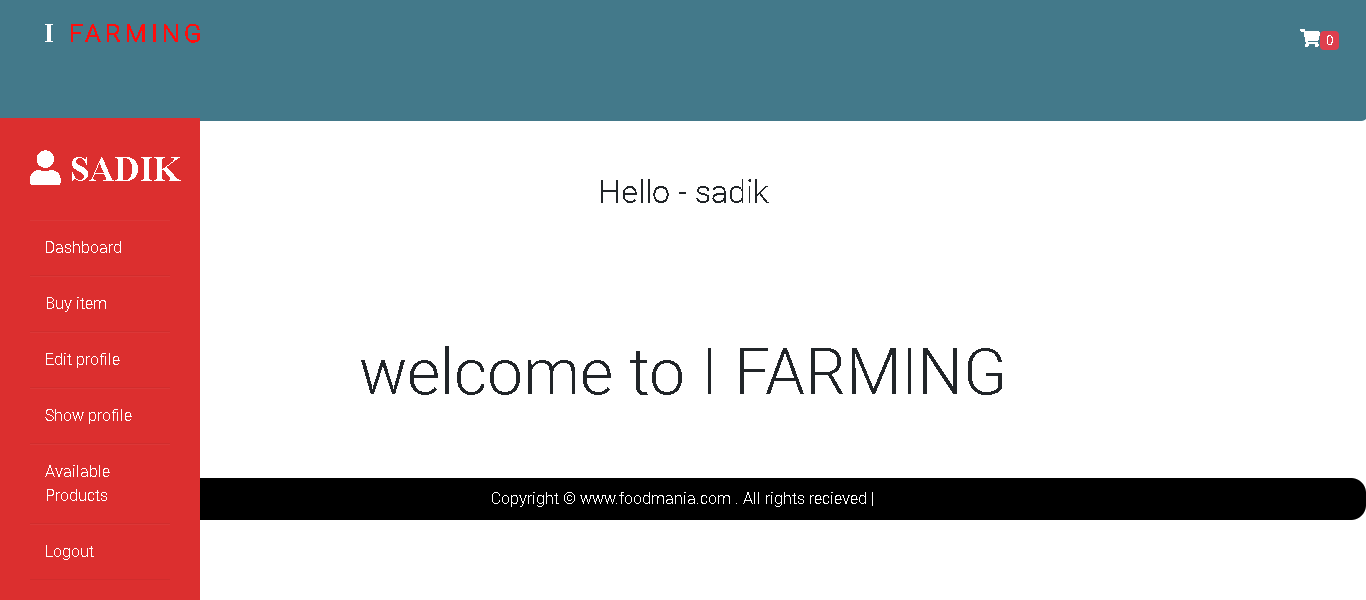 I FARMING
0
SADIK
Dashboard
Buy item
Edit profile
Show profile
Available
Products
Logout
Hello - sadik
welcome to I FARMING
Copyright © www.foodmania.com . All rights recieved |